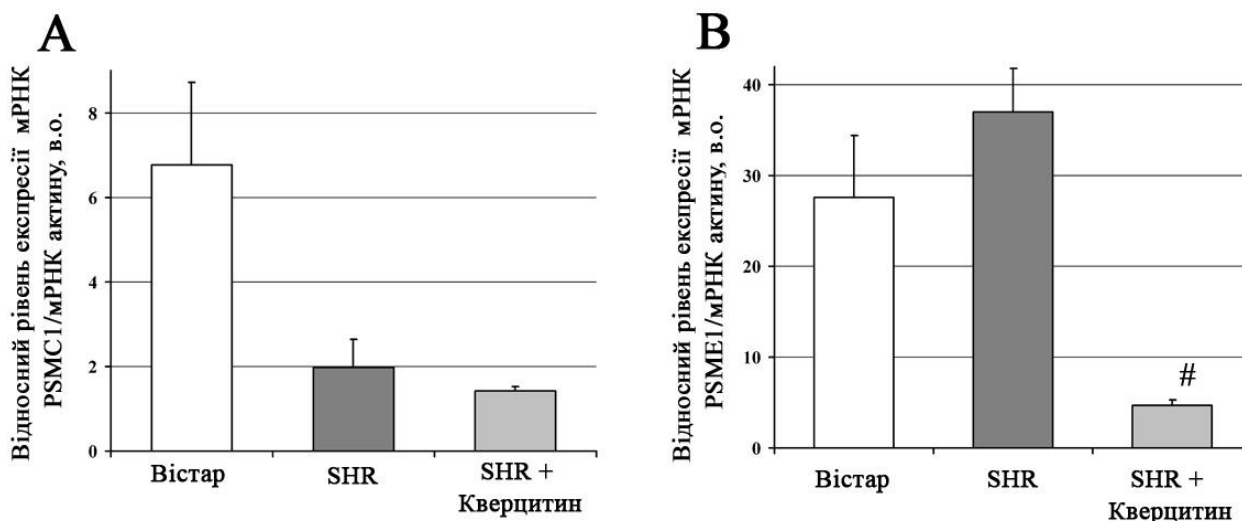 A
Відносний рівень експресії мРНК
PSMC1/мРНК актину, в.о.
8
6
4
2
0
Вістар
SHR
SHR +
Кверцитин
B
Відносний рівень експресії мРНК
PSME1/мРНК актину, в.о.
40
30
20
10
0
#
Вістар
SHR
SHR +
Кверцитин